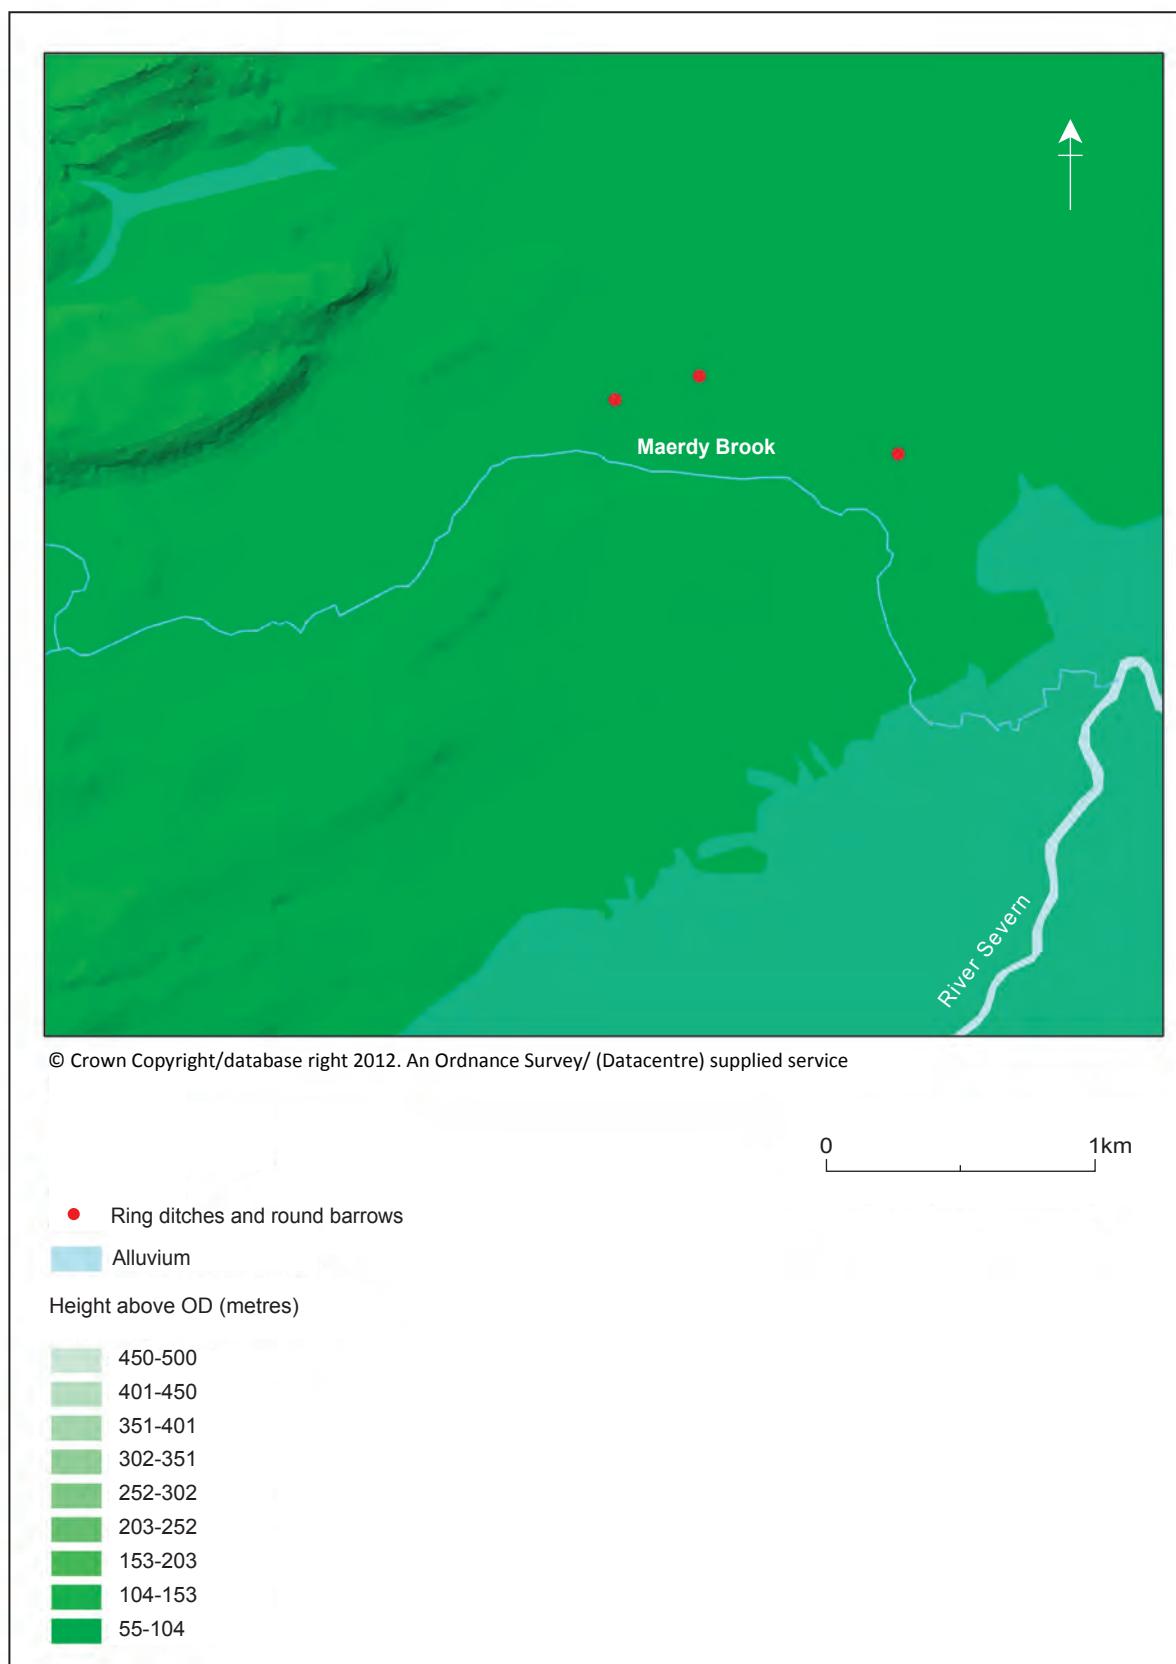 Maerdy Brook
River Severn
© Crown Copyright/database right 2012. An Ordnance Survey/ (Datacentre) supplied service
0 1km
Ring ditches and round barrows
Alluvium
Height above OD (metres)
450-500
401-450
351-401
302-351
252-302
203-252
153-203
104-153
55-104